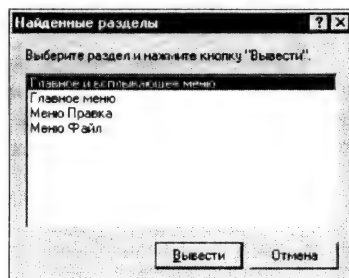 Найденные разделы
Выберите раздел и нажмите кнопку "Вывести".
Главное и всплывающее меню
Главное меню
Меню Правка
Меню Файл
Вывести
Отмена